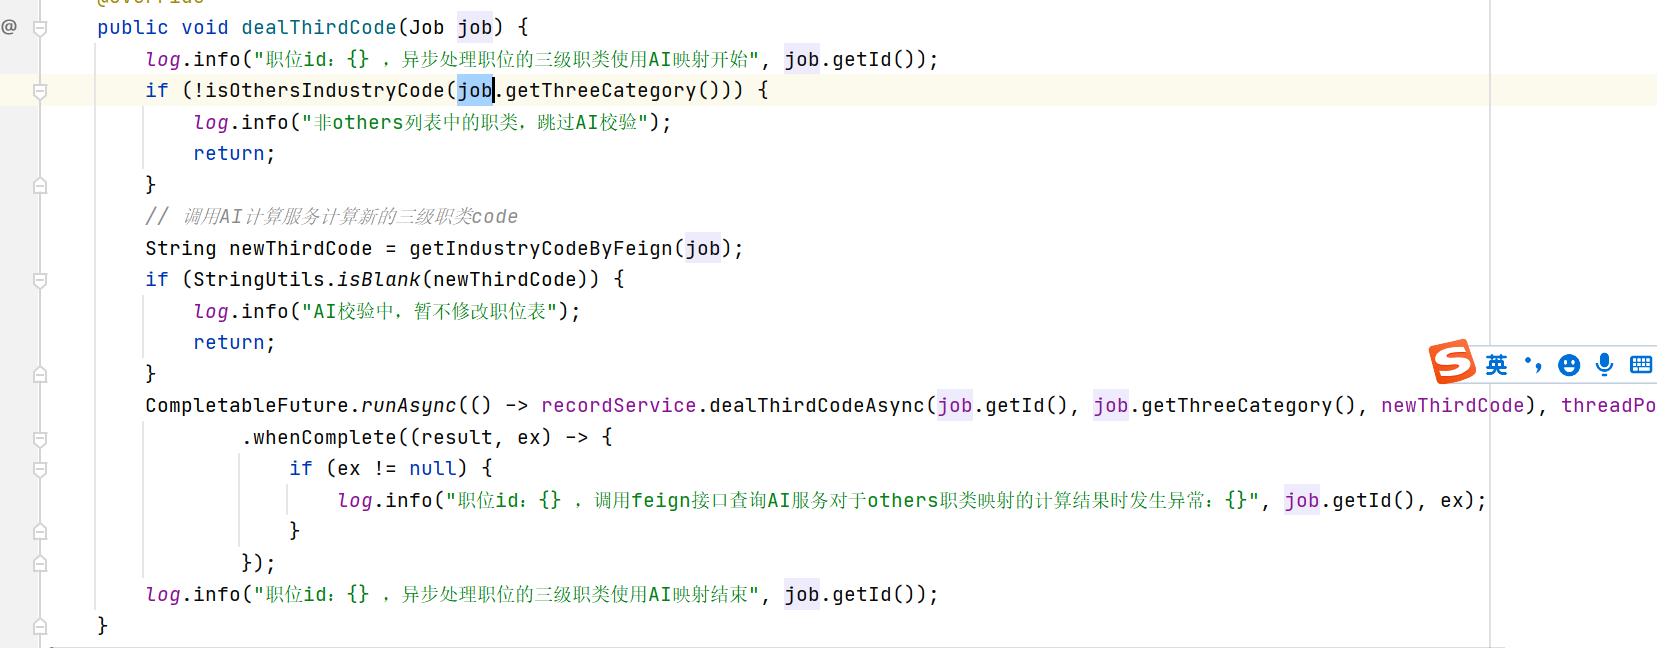 @
public void dealThirdCode(Job job) {
log.info("职位id：{} ，异步处理职位的三级职类使用AI映射开始", job.getId());
if (!isOthersIndustryCode(job.getThreeCategory())) {
log.info("非others列表中的职类，跳过AI校验");
return;
}
// 调用AI计算服务计算新的三级职类code
String newThirdCode = getIndustryCodeByFeign(job);
if (StringUtils.isBlank(newThirdCode)) {
log.info("AI校验中，暂不修改职位表");
return;
}
CompletableFuture.runAsync(() -> recordService.dealThirdCodeAsync(job.getId(), job.getThreeCategory(), newThirdCode), threadPo
.whenComplete((result, ex) -> {
if (ex != null) {
log.info("职位id：{} ，调用feign接口查询AI服务对于others职类映射的计算结果时发生异常：{}", job.getId(), ex);
}
});
log.info("职位id：{} ，异步处理职位的三级职类使用AI映射结束", job.getId());
}
英